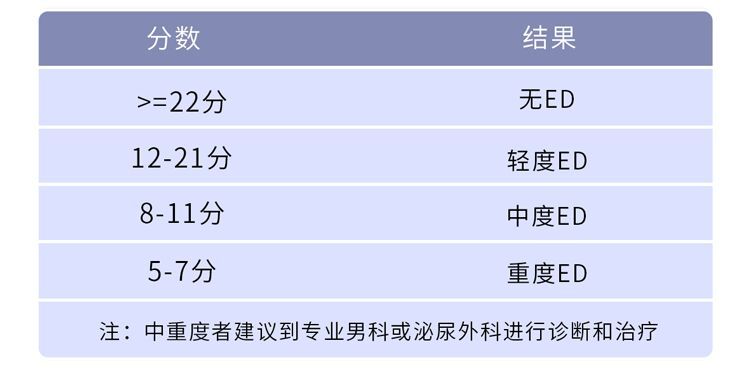 分数 结果
>=22分 无ED
12-21分 轻度ED
8-11分 中度ED
5-7分 重度ED
注：中重度者建议到专业男科或泌尿外科进行诊断和治疗